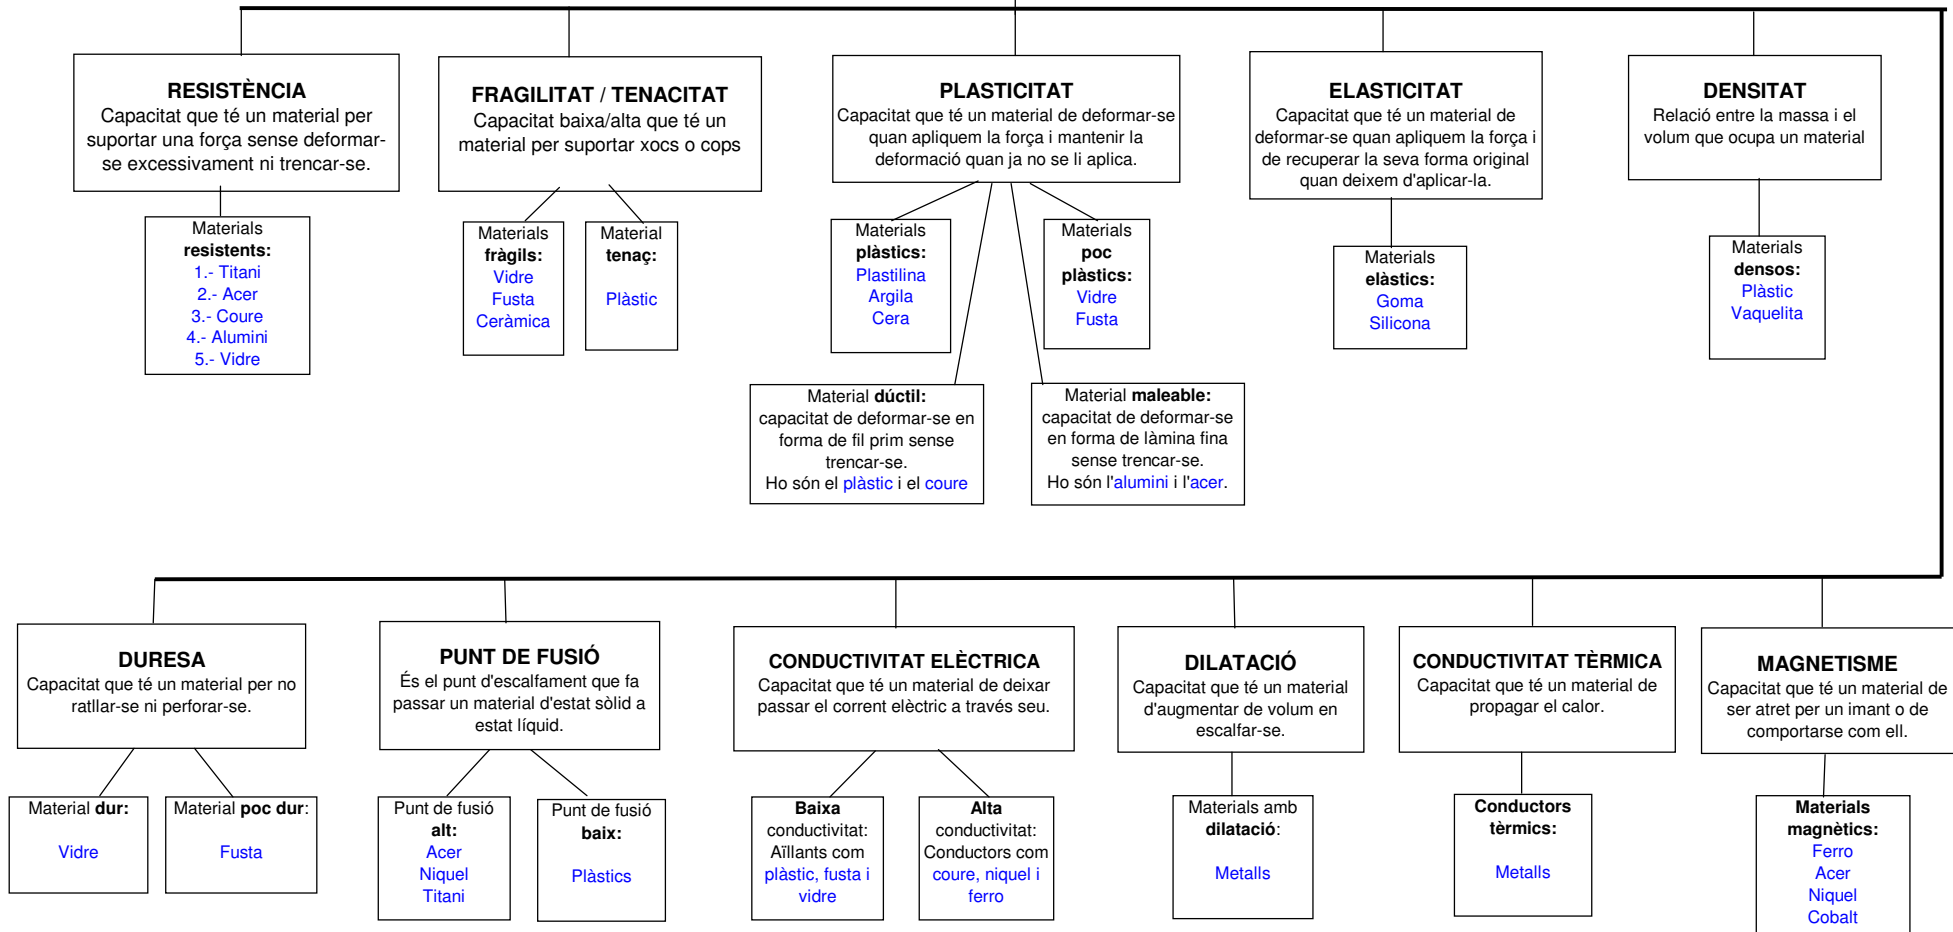 RESISTÈNCIA
Capacitat que té un material per
suportar una força sense deformar-
se excessivament ni trencar-se.
FRAGILITAT / TENACITAT
Capacitat baixa/alta que té un
material per suportar xocs o cops
PLASTICITAT
Capacitat que té un material de deformar-se
quan apliquem la força i mantenir la
deformació quan ja no se li aplica.
ELASTICITAT
Capacitat que té un material de
deformar-se quan apliquem la força i
de recuperar la seva forma original
quan deixem d'aplicar-la.
DENSITAT
Relació entre la massa i el
volum que ocupa un material
Materials
resistents:
1.- Titani
2.- Acer
3.- Coure
4.- Alumini
5.- Vidre
Materials
fràgils:
Vidre
Fusta
Ceràmica
Material
tenaç:
Plàstic
Materials
plàstics:
Plastilina
Argila
Cera
Materials
poc
plàstics:
Vidre
Fusta
Materials
elàstics:
Goma
Silicona
Materials
densos:
Plàstic
Vaquelita
Material dúctil:
capacitat de deformar-se en
forma de fil prim sense
trencar-se.
Ho són el plàstic i el coure
Material maleable:
capacitat de deformar-se
en forma de làmina fina
sense trencar-se.
Ho són l'alumini i l'acer.
DURESA
Capacitat que té un material per no
ratllar-se ni perforar-se.
PUNT DE FUSIÓ
És el punt d'escalfament que fa
passar un material d'estat sòlid a
estat líquid.
CONDUCTIVITAT ELÈCTRICA
Capacitat que té un material de deixar
passar el corrent elèctric a través seu.
DILATACIÓ
Capacitat que té un material
d'augmentar de volum en
escalfar-se.
CONDUCTIVITAT TÈRMICA
Capacitat que té un material de
propagar el calor.
MAGNETISME
Capacitat que té un material de
ser atret per un imant o de
comportarse com ell.
Material dur:
Vidre
Material poc dur:
Fusta
Punt de fusió
alt:
Acer
Niquel
Titani
Punt de fusió
baix:
Plàstics
Baixa
conductivitat:
Aïllants com
plàstic, fusta i
vidre
Alta
conductivitat:
Conductors com
coure, niquel i
ferro
Materials amb
dilatació:
Metalls
Conductors
tèrmics:
Metalls
Materials
magnètics:
Ferro
Acer
Niquel
Cobalt